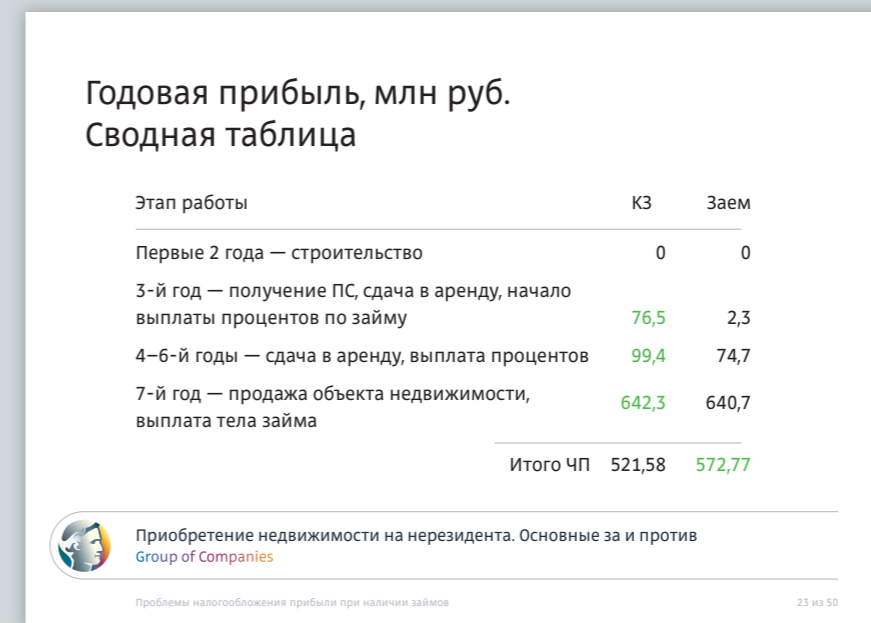 Годовая прибыль, млн руб.
Сводная таблица
Этап работы КЗ Заем
Первые 2 года — строительство 0 0
3-й год — получение ПС, сдача в аренду, начало
выплаты процентов по займу 76,5 2,3
4–6-й годы — сдача в аренду, выплата процентов 99,4 74,7
7-й год — продажа объекта недвижимости,
выплата тела займа 642,3 640,7
Итого ЧП 521,58 572,77
Приобретение недвижимости на нерезидента. Основные за и против
Group of Companies
Проблемы налогообложения прибыли при наличии займов 23 из 50